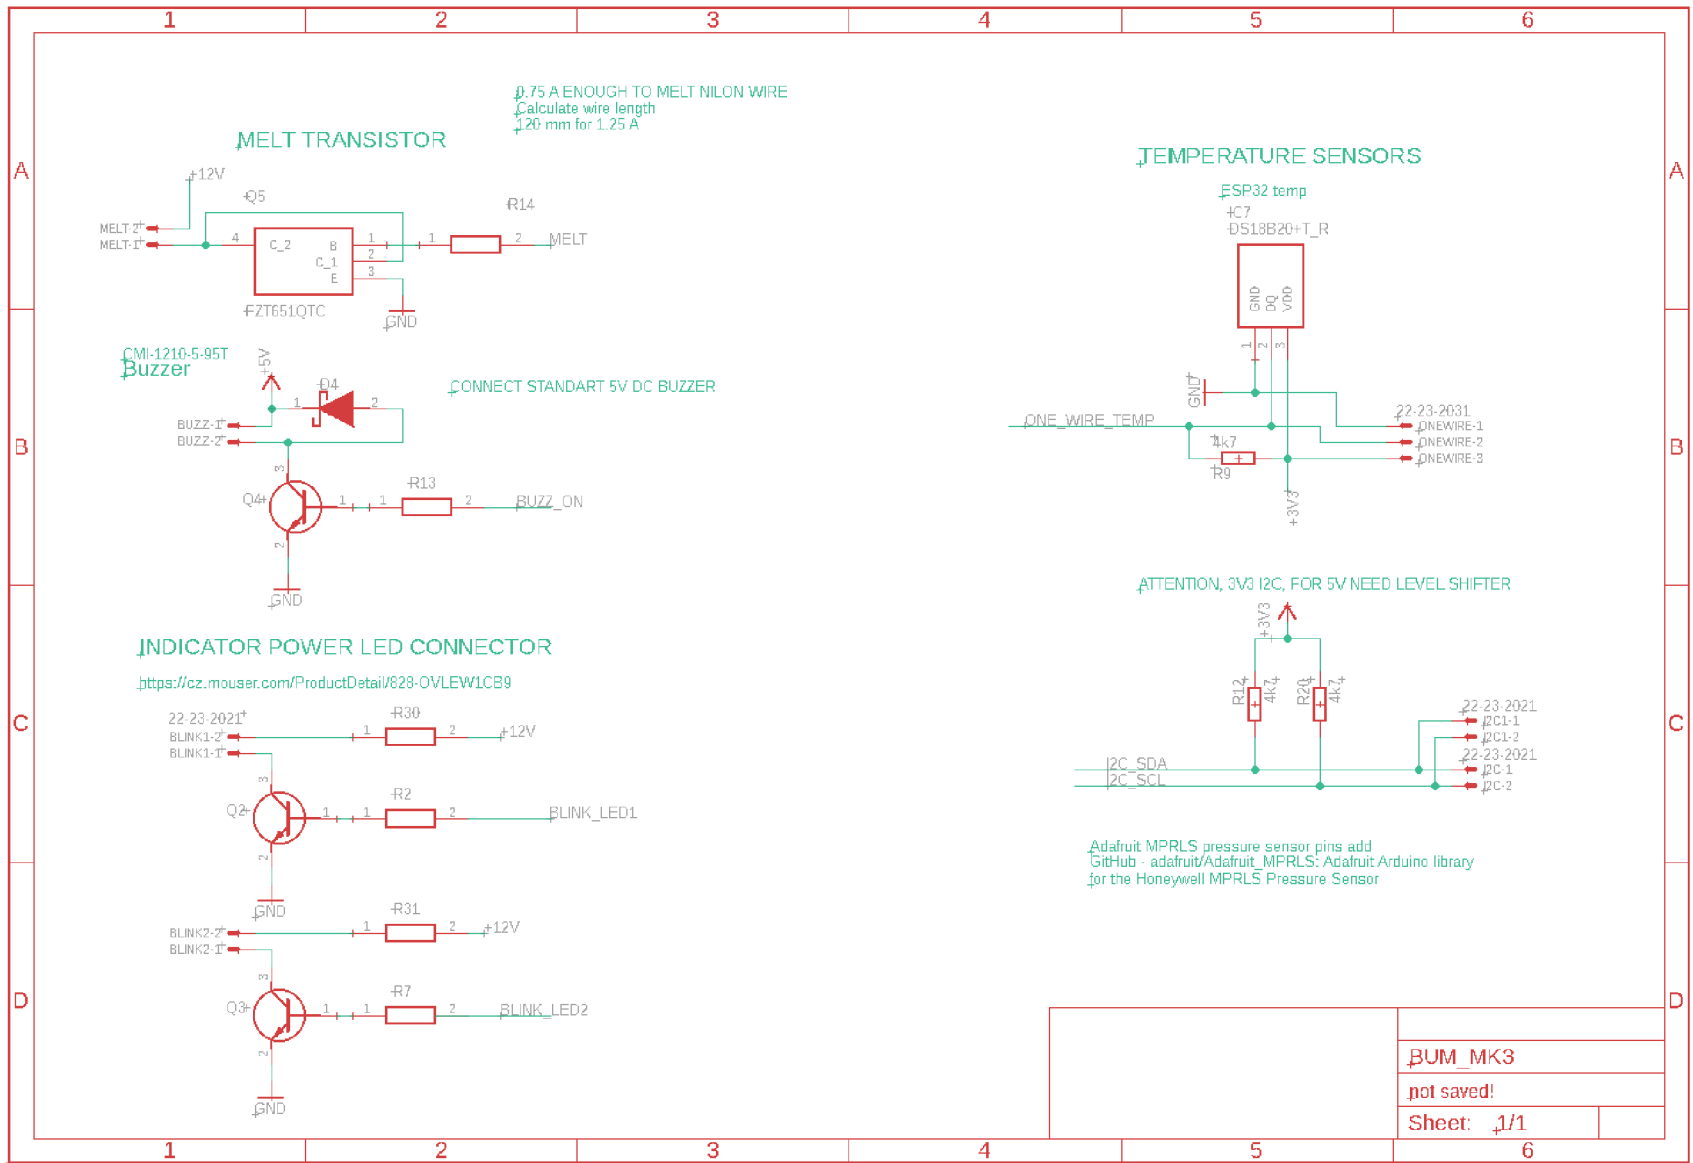 1 2 3 4 5 6
A A
B B
C C
D D
1 2 3 4 5 6
0.75 A ENOUGH TO MELT NILON WIRE
Calculate wire length
120 mm for 1.25 A
MELT TRANSISTOR
+12V
Q5
R14
MELT-2
MELT-1
4
C_2
B
C_1
E
1
2
3
1
2
MELT
FZT651QTC
GND
CMI-1210-5-95T
Buzzer
+5V
D4
1
2
CONNECT STANDART 5V DC BUZZER
BUZZ-1
BUZZ-2
3
Q4
1
2
R13
1
2
BUZZ_ON
GND
INDICATOR POWER LED CONNECTOR
https://cz.mouser.com/ProductDetail/828-OVLEW1CB9
22-23-2021
BLINK1-2
BLINK1-1
R30
1
2
+12V
3
Q2
1
2
R2
1
2
BLINK_LED1
GND
BLINK2-2
BLINK2-1
R31
1
2
+12V
3
Q3
1
2
R7
1
2
BLINK_LED2
GND
TEMPERATURE SENSORS
ESP32 temp
IC7
DS18B20+T_R
GND
DQ
VDD
1
2
3
GND
ONE_WIRE_TEMP
4k7
R9
+3V3
22-23-2031
ONEWIRE-1
ONEWIRE-2
ONEWIRE-3
ATTENTION, 3V3 I2C, FOR 5V NEED LEVEL SHIFTER
+3V3
R12
4k7
R20
4k7
22-23-2021
I2C1-1
I2C1-2
22-23-2021
I2C-1
I2C-2
I2C_SDA
I2C_SCL
Adafruit MPRLS pressure sensor pins add
GitHub - adafruit/Adafruit_MPRLS: Adafruit Arduino library
for the Honeywell MPRLS Pressure Sensor
BUM_MK3
not saved!
Sheet: 1/1